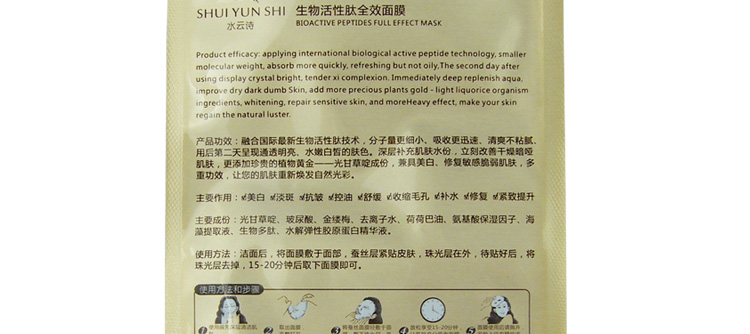 SHUI YUN SHI
水云诗
生物活性肽全效面膜
BIOACTIVE PEPTIDES FULL EFFECT MASK
Product efficacy: applying international biological active peptide technology, smaller
molecular weight, absorb more quickly, refreshing but not oily,The second day after
using display crystal bright, tender xi complexion. Immediately deep replenish aqua,
improve dry dark dumb Skin, add more precious plants gold - light liquorice organism
ingredients, whitening, repair sensitive skin, and moreHeavy effect, make your skin
regain the natural luster.
产品功效：融合国际最新生物活性肽技术，分子量更细小、吸收更迅速、清爽不粘腻，
用后第二天呈现通透明亮、水嫩白皙的肤色。深层补充肌肤水份，立刻改善干燥暗哑
肌肤，更添加珍贵的植物黄金——光甘草啶成份，兼具美白、修复敏感脆弱肌肤，多
重功效，让您的肌肤重新焕发自然光彩。
主要作用：✓美白 ✓淡斑 ✓抗皱 ✓控油 ✓舒缓 ✓收缩毛孔 ✓补水 ✓修复 ✓紧致提升
主要成份：光甘草啶、玻尿酸、金缕梅、去离水、荷荷巴油、氨基酸保湿因子、海
藻提取液、生物多肽、水解弹性胶原蛋白精华液。
使用方法：洁面后，将面膜敷于面部，蚕丝层紧贴皮肤，珠光层在外，待贴好后，将
珠光层去掉，15-20分钟后取下面膜即可。
使用方法和步骤
1
2 取出面膜
3
4
5